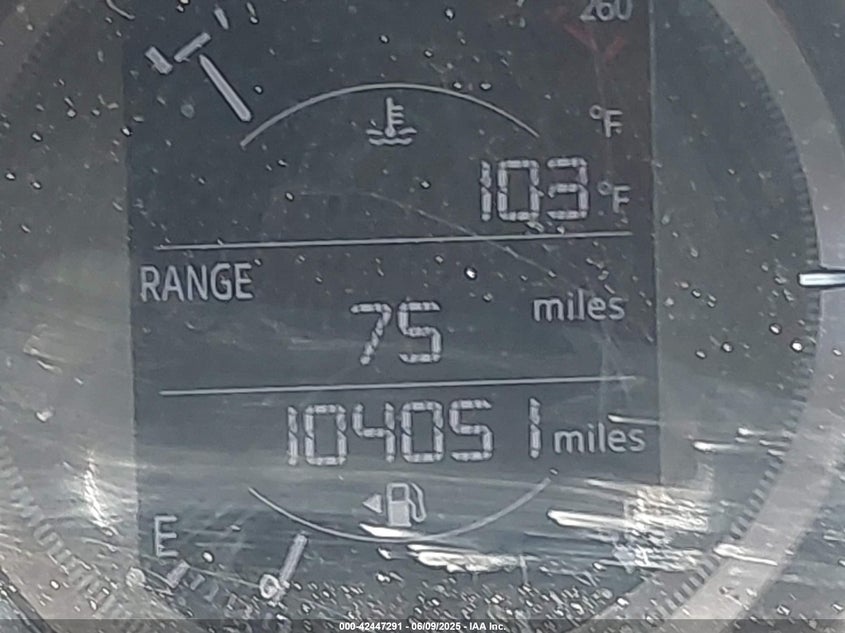 260
°F
103 °F
RANGE
75 miles
104051 miles
E
000-42447291 - 06/09/2025 - IAA Inc.